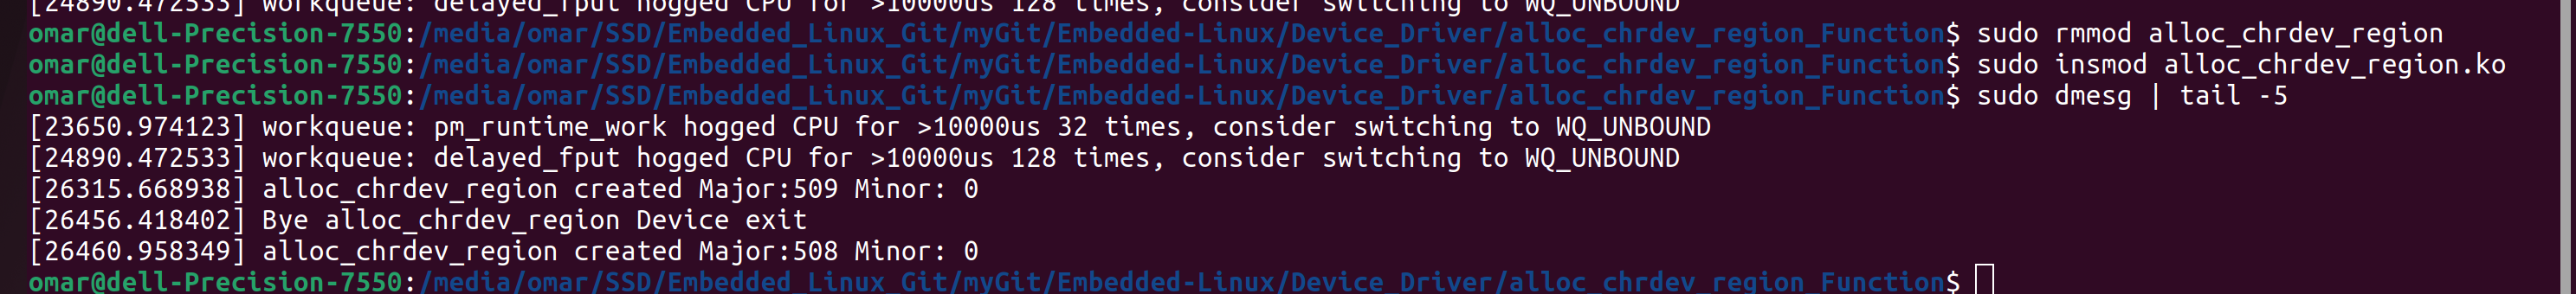 [24890.472533] workqueue: delayed_fput hogged CPU for >10000us 128 times, consider switching to WQ_UNBOUND
omar@dell-Precision-7550:/media/omar/SSD/Embedded_Linux_Git/myGit/Embedded-Linux/Device_Driver/alloc_chrdev_region_Function$ sudo rmmod alloc_chrdev_region
omar@dell-Precision-7550:/media/omar/SSD/Embedded_Linux_Git/myGit/Embedded-Linux/Device_Driver/alloc_chrdev_region_Function$ sudo insmod alloc_chrdev_region.ko
omar@dell-Precision-7550:/media/omar/SSD/Embedded_Linux_Git/myGit/Embedded-Linux/Device_Driver/alloc_chrdev_region_Function$ sudo dmesg | tail -5
[23650.974123] workqueue: pm_runtime_work hogged CPU for >10000us 32 times, consider switching to WQ_UNBOUND
[24890.472533] workqueue: delayed_fput hogged CPU for >10000us 128 times, consider switching to WQ_UNBOUND
[26315.668938] alloc_chrdev_region created Major:509 Minor: 0
[26456.418402] Bye alloc_chrdev_region Device exit
[26460.958349] alloc_chrdev_region created Major:508 Minor: 0
omar@dell-Precision-7550:/media/omar/SSD/Embedded_Linux_Git/myGit/Embedded-Linux/Device_Driver/alloc_chrdev_region_Function$